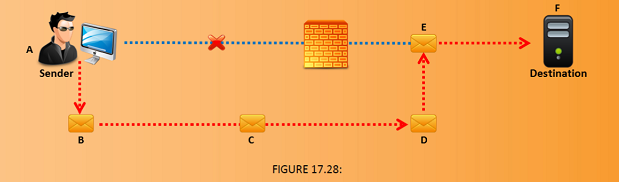 F
A
E
Sender
Destination
B
C
D
FIGURE 17.28: